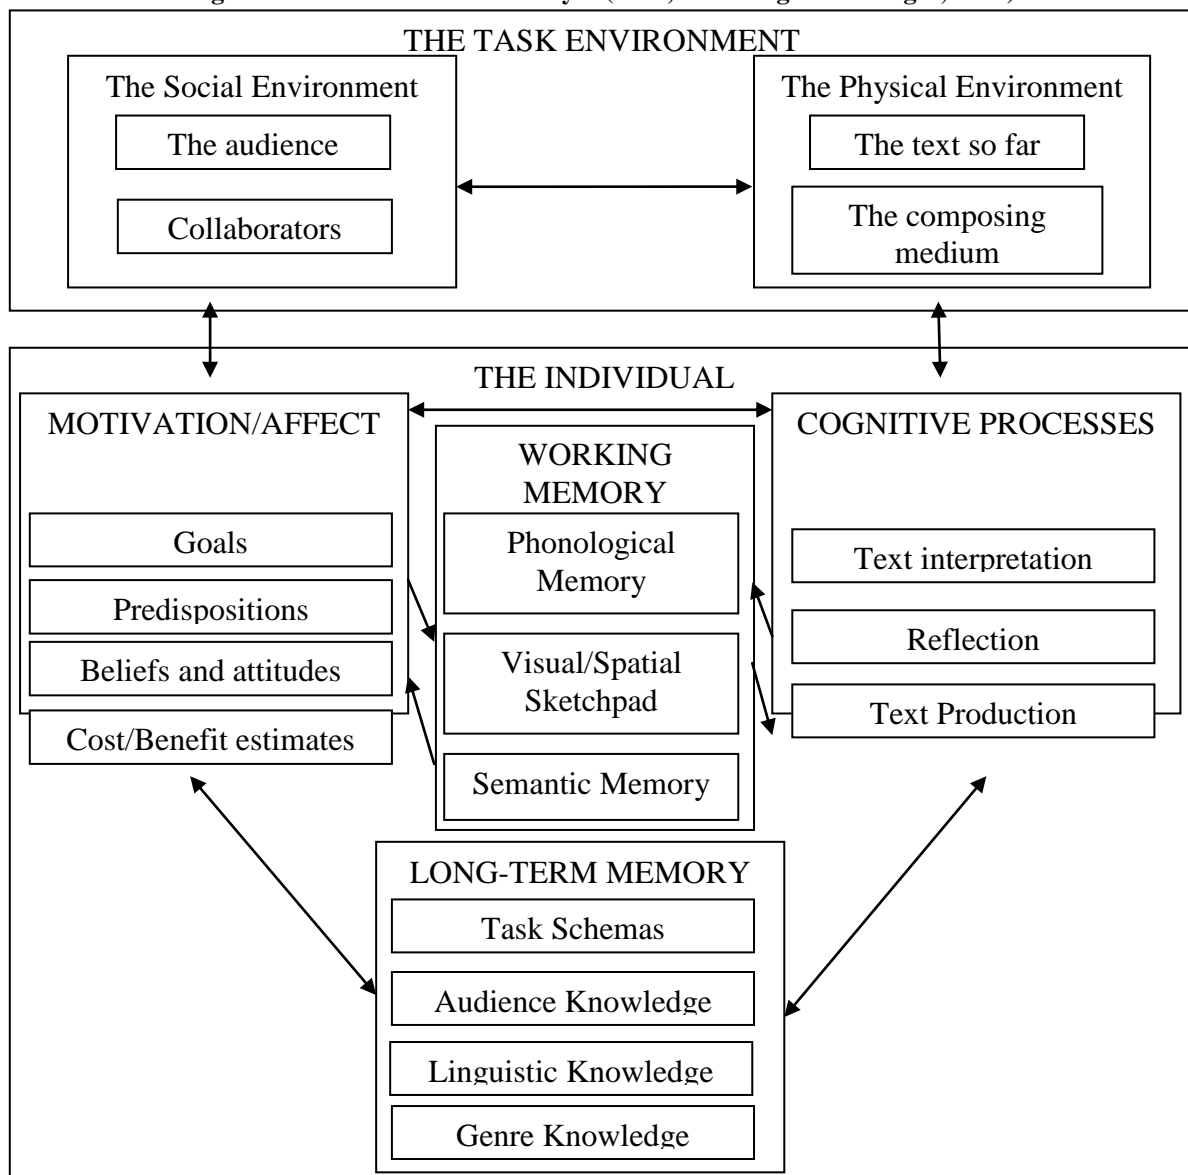 THE TASK ENVIRONMENT
The Social Environment
The audience
Collaborators
The Physical Environment
The text so far
The composing
medium
THE INDIVIDUAL
MOTIVATION/AFFECT
Goals
Predispositions
Beliefs and attitudes
Cost/Benefit estimates
WORKING
MEMORY
Phonological
Memory
Visual/Spatial
Sketchpad
Semantic Memory
COGNITIVE PROCESSES
Text interpretation
Reflection
Text Production
LONG-TERM MEMORY
Task Schemas
Audience Knowledge
Linguistic Knowledge
Genre Knowledge